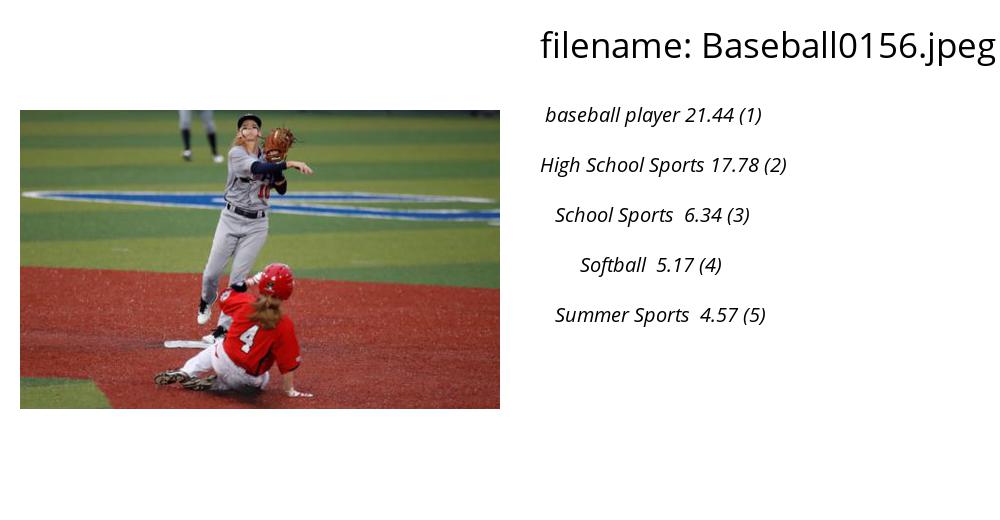 filename: Baseball0156.jpeg
baseball player 21.44 (1)
High School Sports 17.78 (2)
School Sports 6.34 (3)
Softball 5.17 (4)
Summer Sports 4.57 (5)
10
4